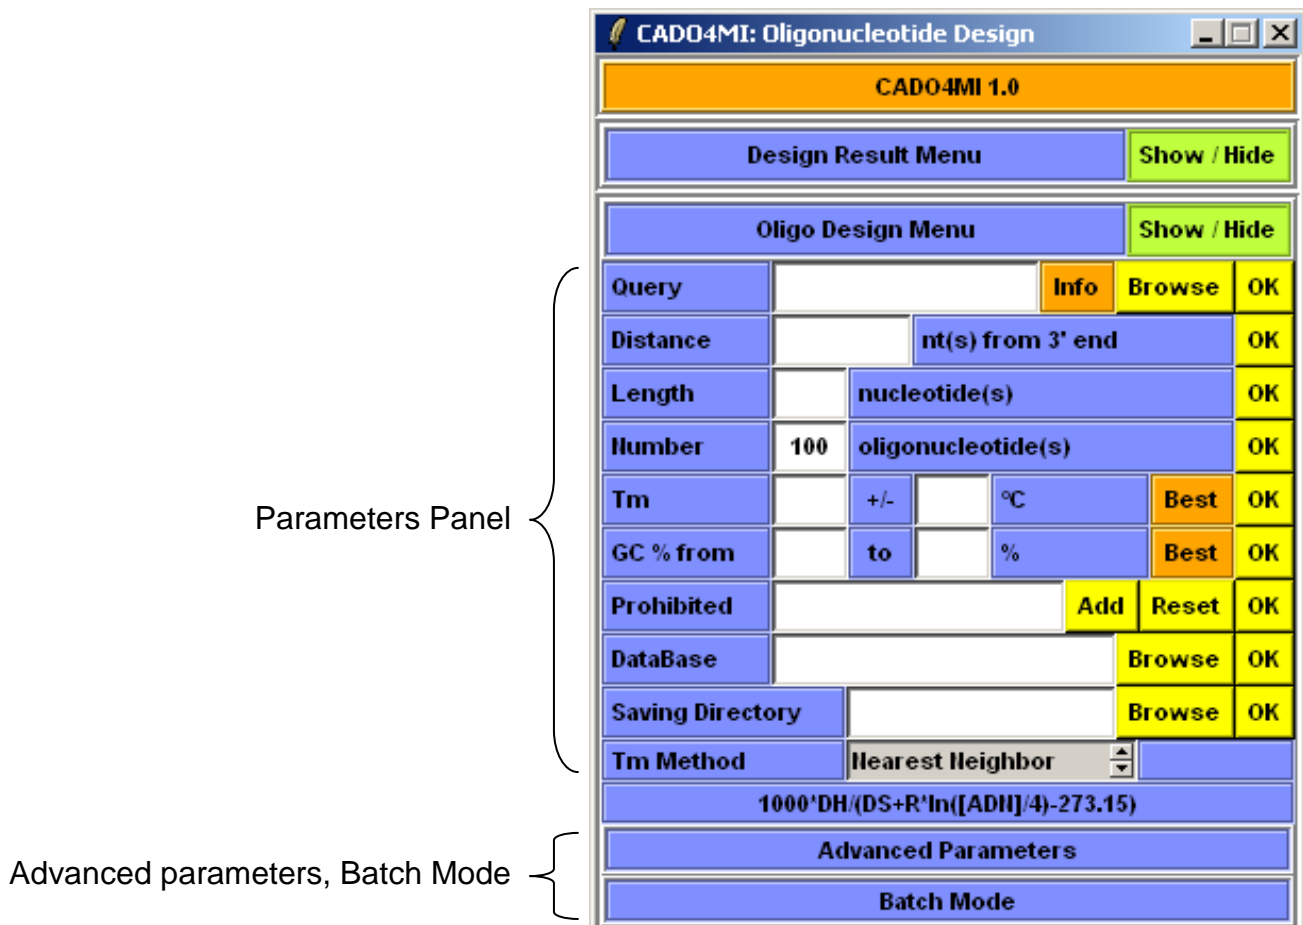 CADO4MI: Oligonucleotide Design
CADO4MI 1.0
Design Result Menu Show / Hide
Oligo Design Menu Show / Hide
Query Info Browse OK
Distance nt(s) from 3' end OK
Length nucleotide(s) OK
Number 100 oligonucleotide(s) OK
Tm +/- °C Best OK
GC % from to % Best OK
Prohibited Add Reset OK
DataBase Browse OK
Saving Directory Browse OK
Tm Method Nearest Neighbor
1000*DH/(DS+R*ln([ADN]/4)-273.15)
Advanced Parameters
Batch Mode
Parameters Panel
Advanced parameters, Batch Mode